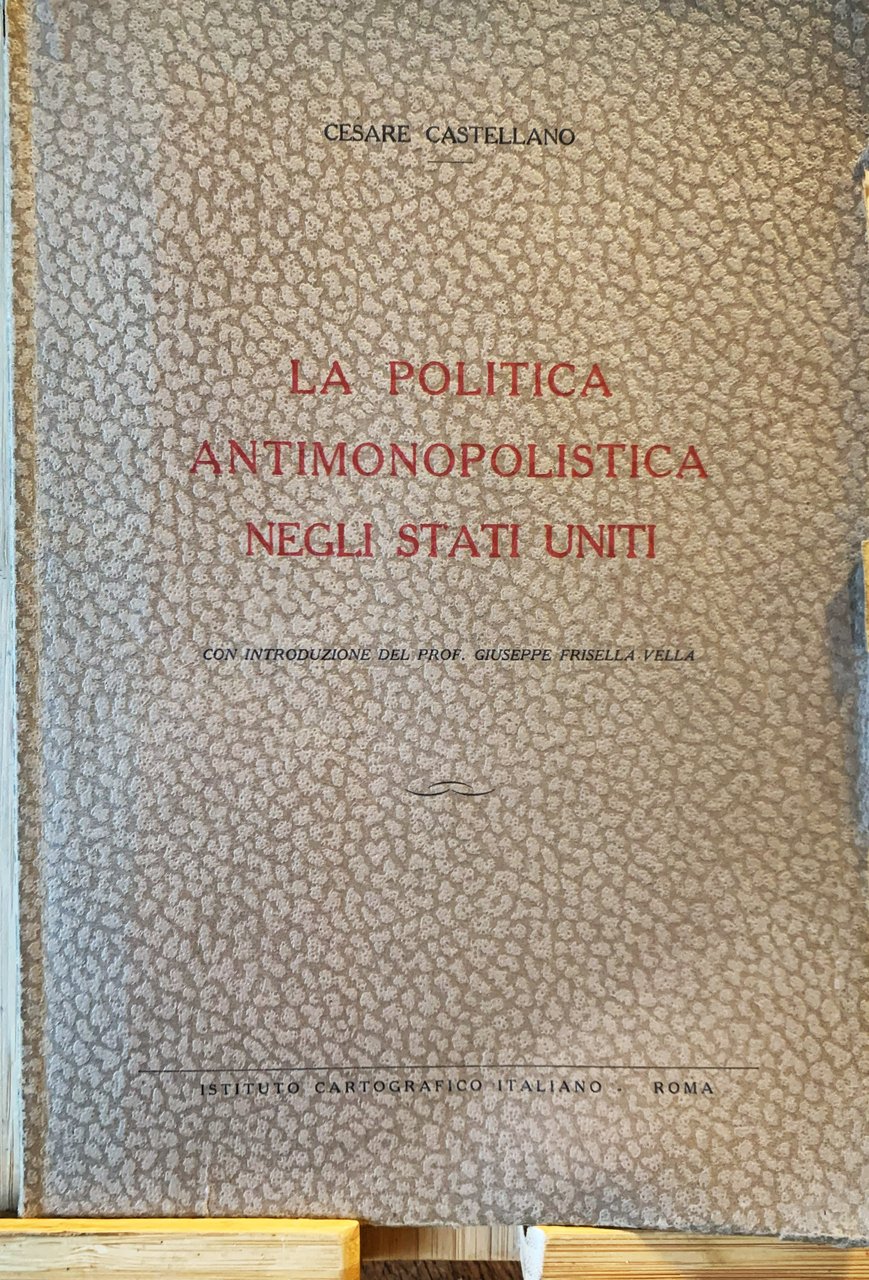 CESARE CASTELLANO
LA POLITICA
ANTIMONOPOLISTICA
NEGLI STATI UNITI
CON INTRODUZIONE DEL PROF. GIUSEPPE FRISELLA VELLA
ISTITUTO CARTOGRAFICO ITALIANO - ROMA